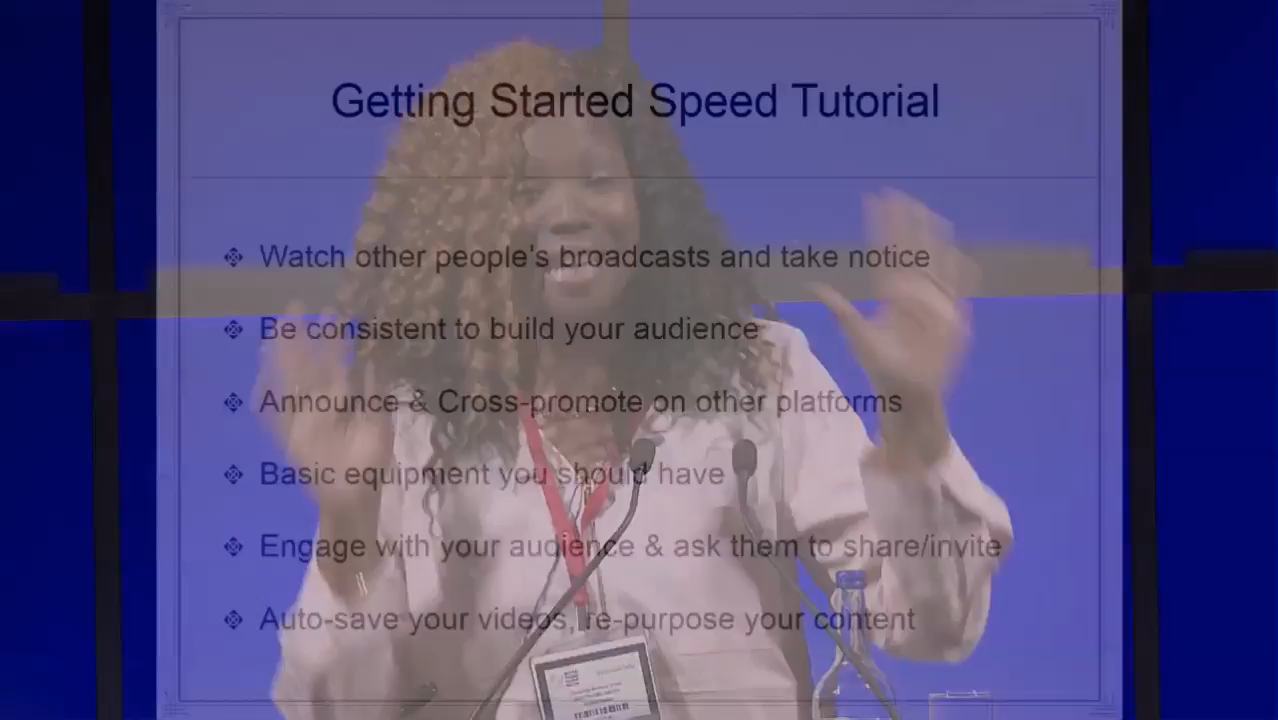 Getting Started Speed Tutorial
Watch other people's broadcasts and take notice
Be consistent to build your audience
Announce & Cross-promote on other platforms
Basic equipment you should have
Engage with your audience & ask them to share/invite
Auto-save your videos, re-purpose your content